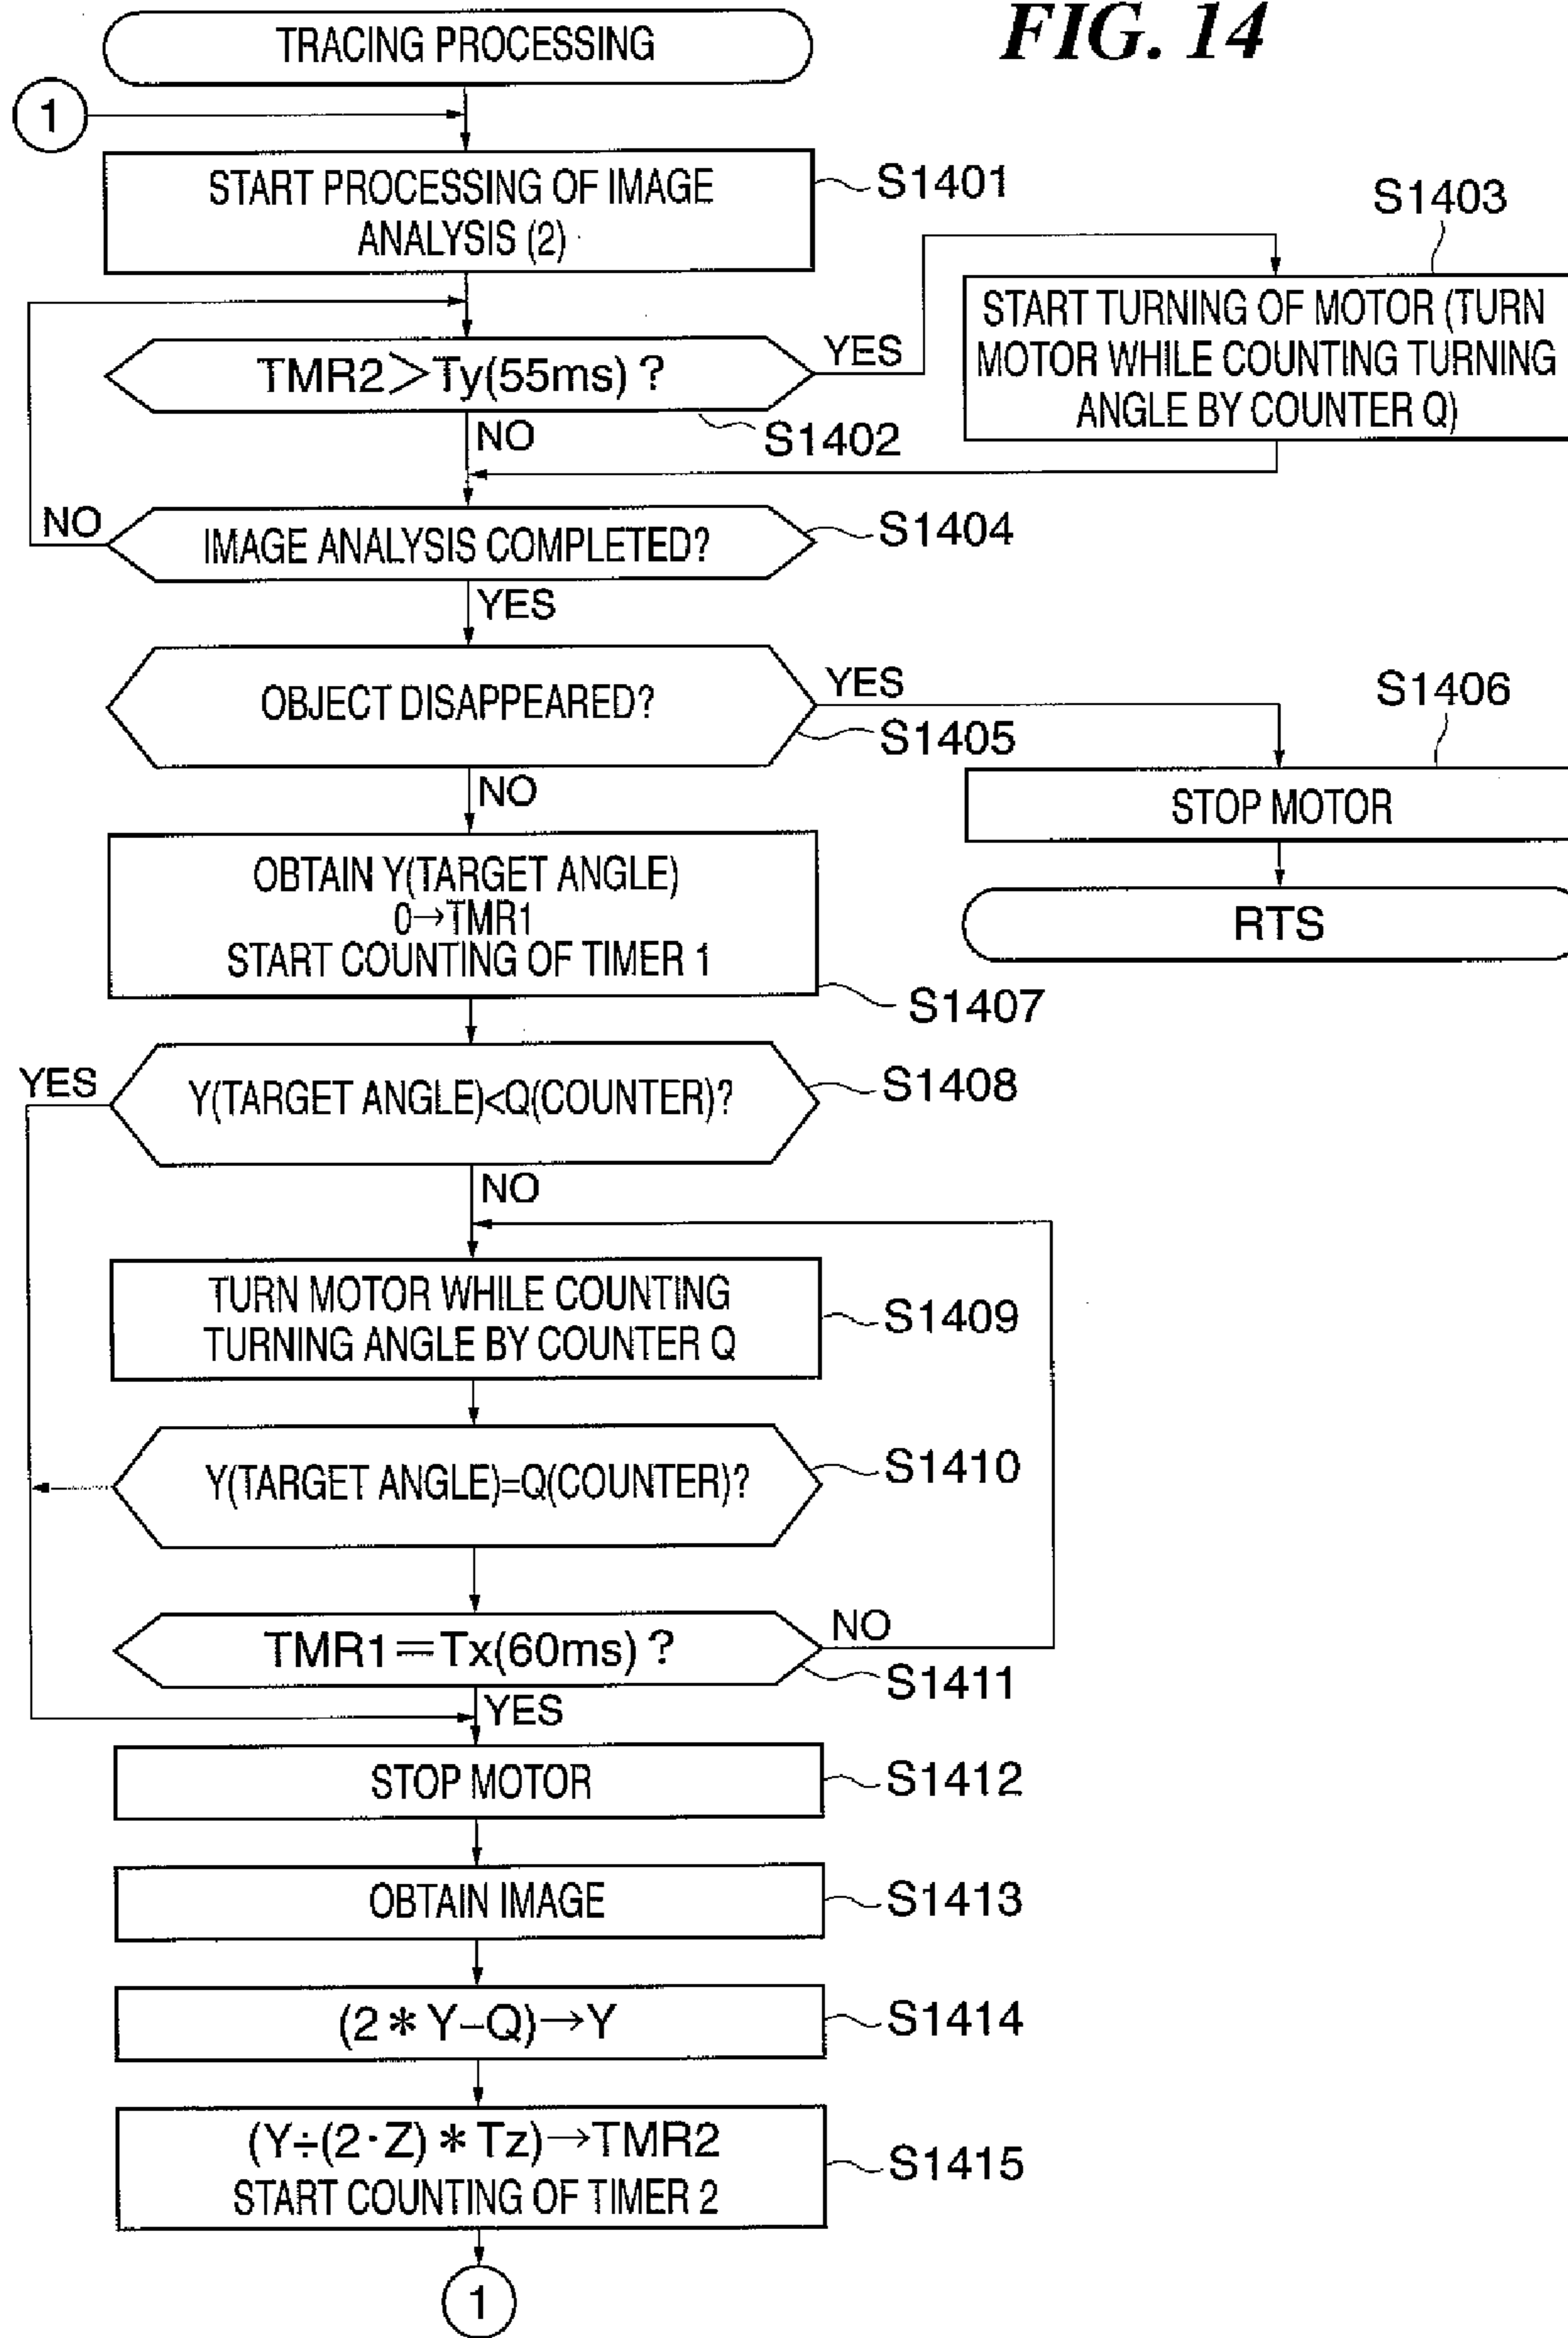 FIG. 14
TRACING PROCESSING
1
START PROCESSING OF IMAGE
ANALYSIS (2)
S1401
S1403
START TURNING OF MOTOR (TURN
MOTOR WHILE COUNTING TURNING
ANGLE BY COUNTER Q)
TMR2>Ty(55ms) ?
YES
S1402
NO
NO
IMAGE ANALYSIS COMPLETED?
S1404
YES
OBJECT DISAPPEARED?
YES
S1405
S1406
STOP MOTOR
RTS
NO
OBTAIN Y(TARGET ANGLE)
0→TMR1
START COUNTING OF TIMER 1
S1407
YES
Y(TARGET ANGLE)<Q(COUNTER)?
S1408
NO
TURN MOTOR WHILE COUNTING
TURNING ANGLE BY COUNTER Q
S1409
Y(TARGET ANGLE)=Q(COUNTER)?
S1410
TMR1=Tx(60ms) ?
NO
S1411
YES
STOP MOTOR
S1412
OBTAIN IMAGE
S1413
(2 * Y–Q)→Y
S1414
(Y÷(2·Z) * Tz)→TMR2
START COUNTING OF TIMER 2
S1415
1